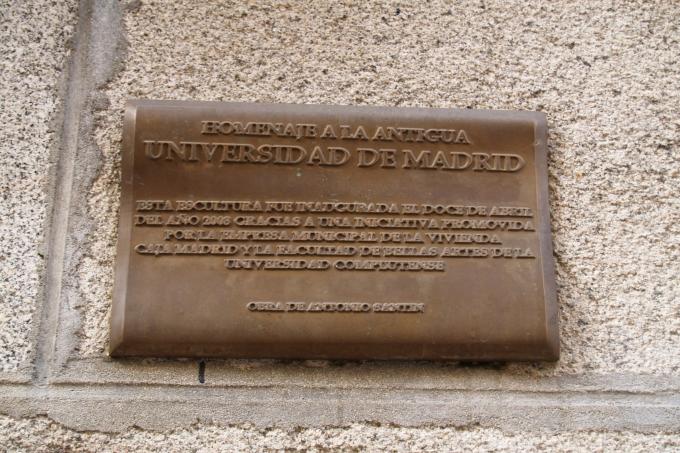 HOMENAJE A LA ANTIGUA
UNIVERSIDAD DE MADRID
ESTA ESCULTURA FUE INAUGURADA EL DOCE DE ABRIL
DEL AÑO GRACIAS A UNA INICIATIVA PROMOVIDA
POR LA EMPRESA MUNICIPAL DE LA VIVIENDA
CAJA MADRID Y LA FACULTAD DE BELLAS ARTES DE LA
UNIVERSIDAD COMPLUTENSE
OBRA DE ANTONIO SANTIN